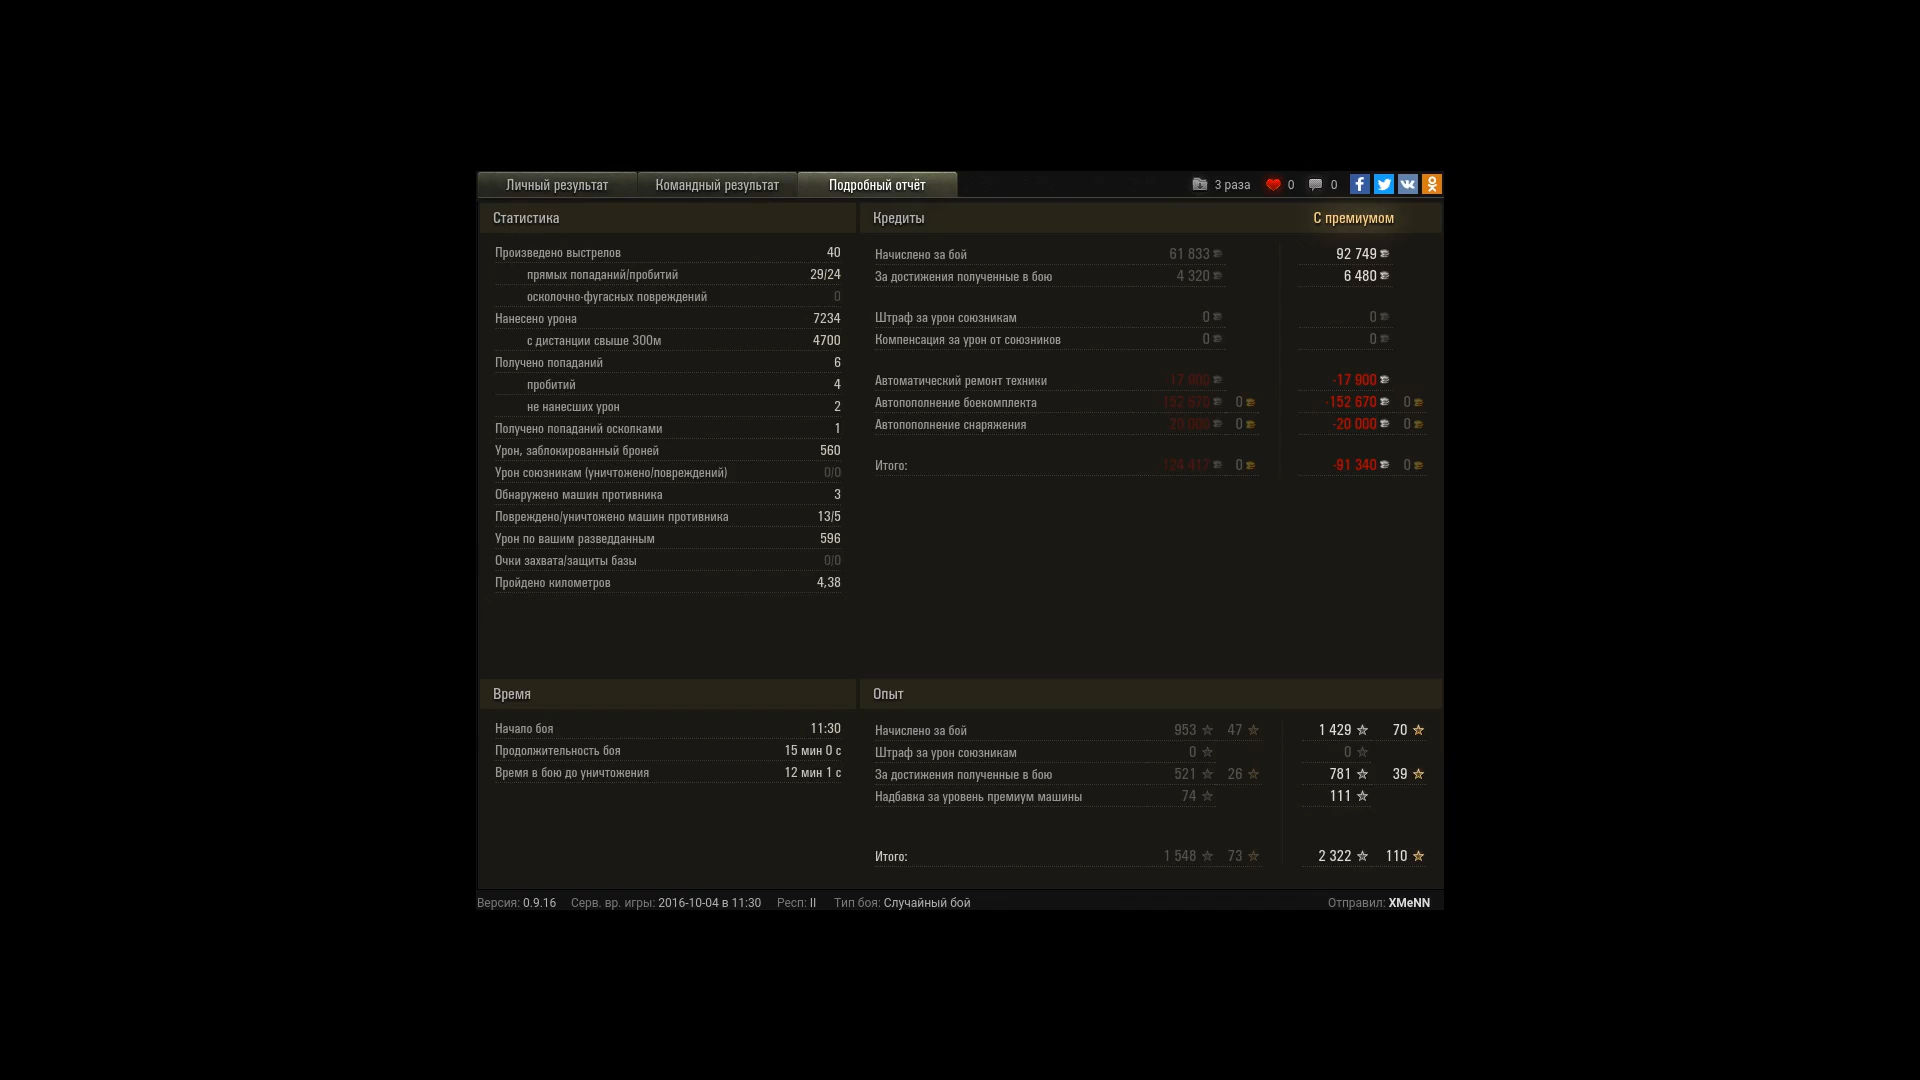 Личный результат Командный результат Подробный отчёт 3 раза 0 0
Статистика
Произведено выстрелов 40
прямых попаданий/пробитий 29/24
осколочно-фугасных повреждений 0
Нанесено урона 7234
с дистанции свыше 300м 4700
Получено попаданий 6
пробитий 4
не нанесших урон 2
Получено попаданий осколками 1
Урон, заблокированный броней 560
Урон союзникам (уничтожено/повреждений) 0/0
Обнаружено машин противника 3
Повреждено/уничтожено машин противника 13/5
Урон по вашим разведданным 596
Очки захвата/защиты базы 0/0
Пройдено километров 4,38
Кредиты С премиумом
Начислено за бой 61 833 92 749
За достижения полученные в бою 4 320 6 480
Штраф за урон союзникам 0 0
Компенсация за урон от союзников 0 0
Автоматический ремонт техники -17 900 -17 900
Автопополнение боекомплекта -152 670 0 -152 670 0
Автопополнение снаряжения -20 000 0 -20 000 0
Итого: -124 417 0 -91 340 0
Время
Начало боя 11:30
Продолжительность боя 15 мин 0 с
Время в бою до уничтожения 12 мин 1 с
Опыт
Начислено за бой 953 47 1 429 70
Штраф за урон союзникам 0 0
За достижения полученные в бою 521 26 781 39
Надбавка за уровень премиум машины 74 111
Итого: 1 548 73 2 322 110
Версия: 0.9.16 Серв. вр. игры: 2016-10-04 в 11:30 Респ: II Тип боя: Случайный бой Отправил: XMeNN